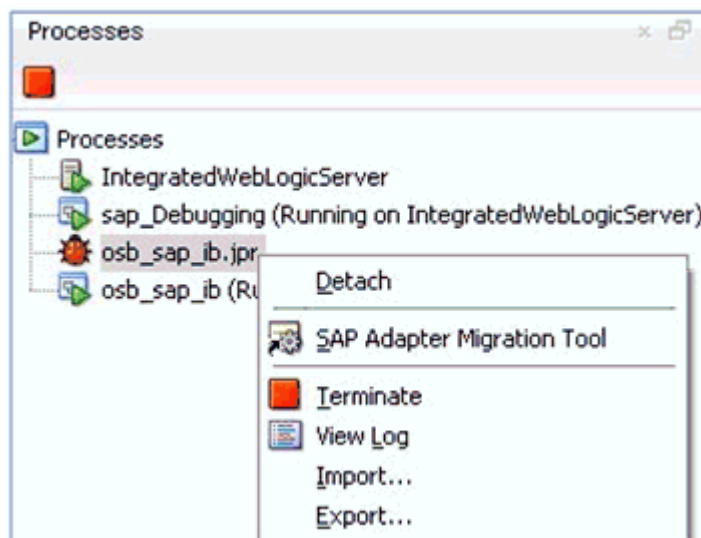 Processes
Processes
IntegratedWebLogicServer
sap_Debugging (Running on IntegratedWebLogicServer)
osb_sap_ib.jpr
osb_sap_ib (Ru
Detach
SAP Adapter Migration Tool
Terminate
View Log
Import...
Export...